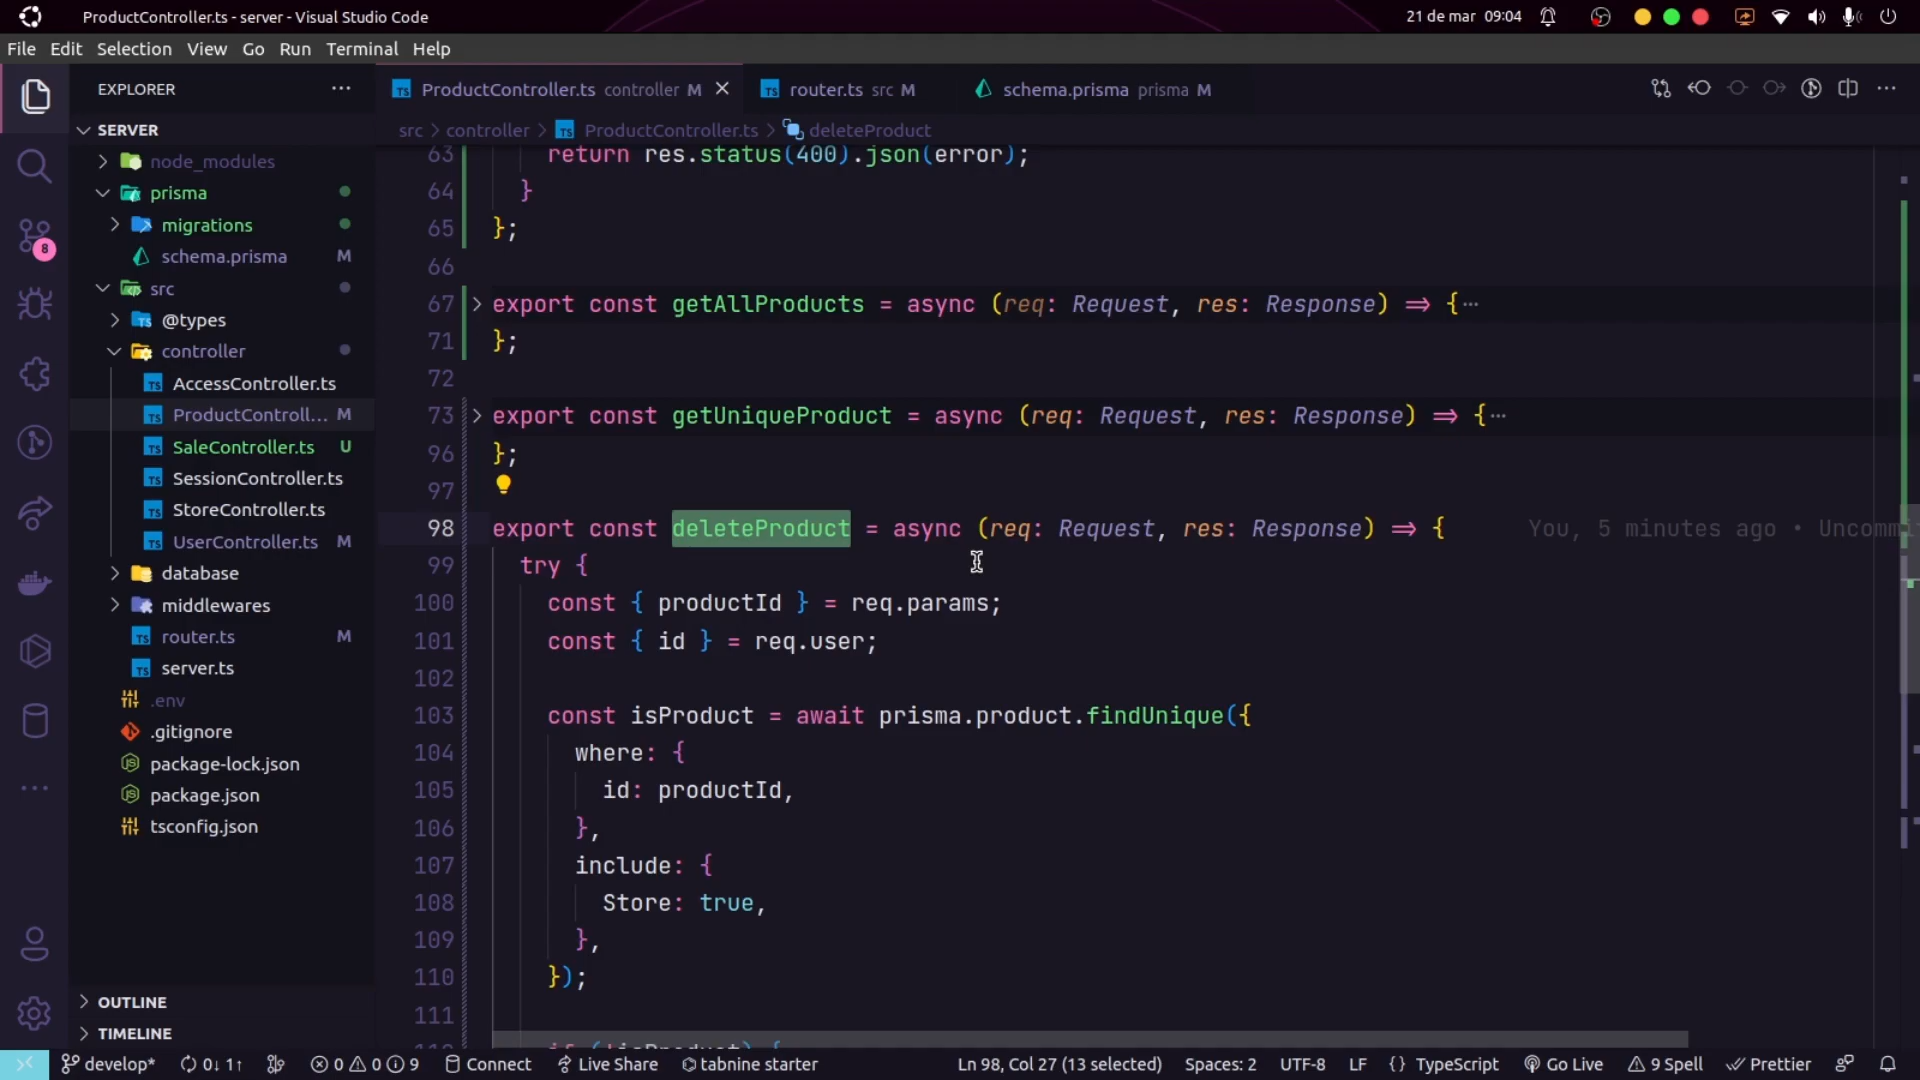 ProductController.ts - server - Visual Studio Code
21 de mar 09:04
File Edit Selection View Go Run Terminal Help
EXPLORER
ProductController.ts controller M
router.ts src M
schema.prisma prisma M
SERVER
src > controller > ProductController.ts > deleteProduct
node_modules
prisma
migrations
schema.prisma M
src
@types
controller
AccessController.ts
ProductControll... M
SaleController.ts U
SessionController.ts
StoreController.ts
UserController.ts M
database
middlewares
router.ts M
server.ts
.env
.gitignore
package-lock.json
package.json
tsconfig.json
OUTLINE
TIMELINE
8
63 return res.status(400).json(error);
64 }
65 };
66
67 export const getAllProducts = async (req: Request, res: Response) => {···
71 };
72
73 export const getUniqueProduct = async (req: Request, res: Response) => {···
96 };
97
98 export const deleteProduct = async (req: Request, res: Response) => { You, 5 minutes ago • Uncommi
99 try {
100 const { productId } = req.params;
101 const { id } = req.user;
102
103 const isProduct = await prisma.product.findUnique({
104 where: {
105 id: productId,
106 },
107 include: {
108 Store: true,
109 },
110 });
111
if (!isProduct) {
develop* 0↓ 1↑ 0 0 9 Connect Live Share tabnine starter Ln 98, Col 27 (13 selected) Spaces: 2 UTF-8 LF {} TypeScript Go Live 9 Spell Prettier